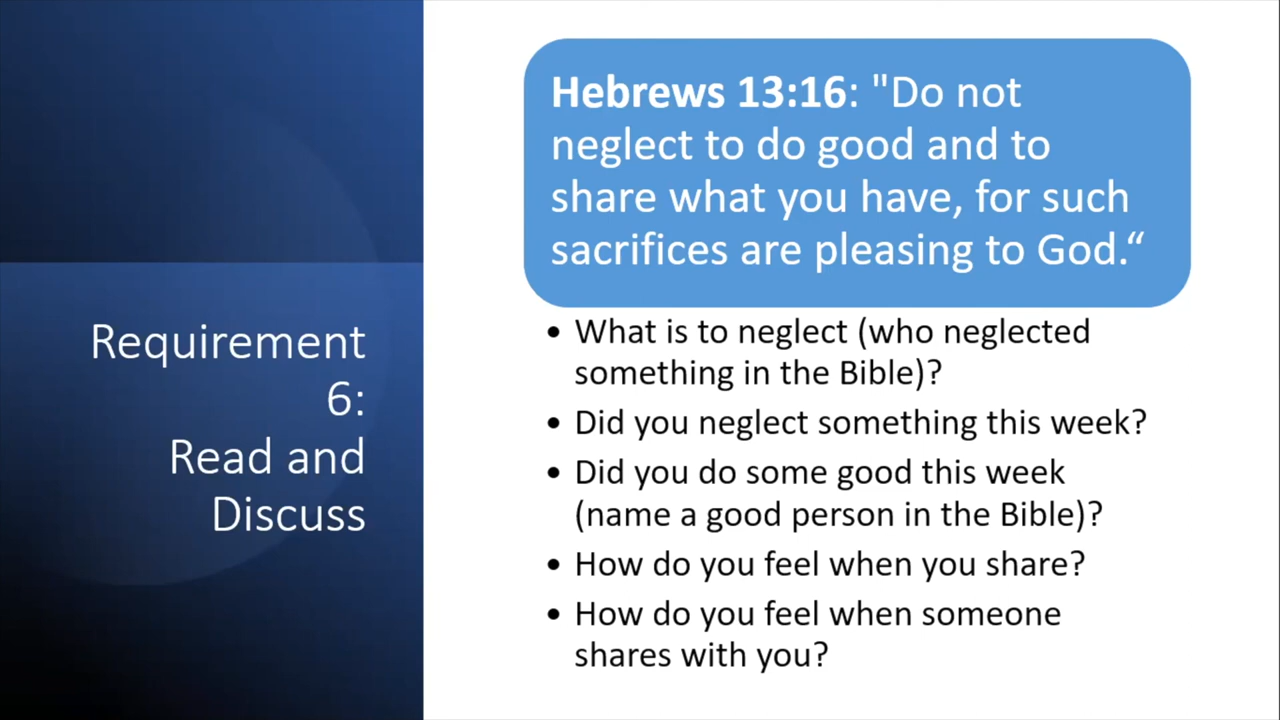 Requirement
6:
Read and
Discuss
Hebrews 13:16: "Do not
neglect to do good and to
share what you have, for such
sacrifices are pleasing to God.“
• What is to neglect (who neglected
something in the Bible)?
• Did you neglect something this week?
• Did you do some good this week
(name a good person in the Bible)?
• How do you feel when you share?
• How do you feel when someone
shares with you?